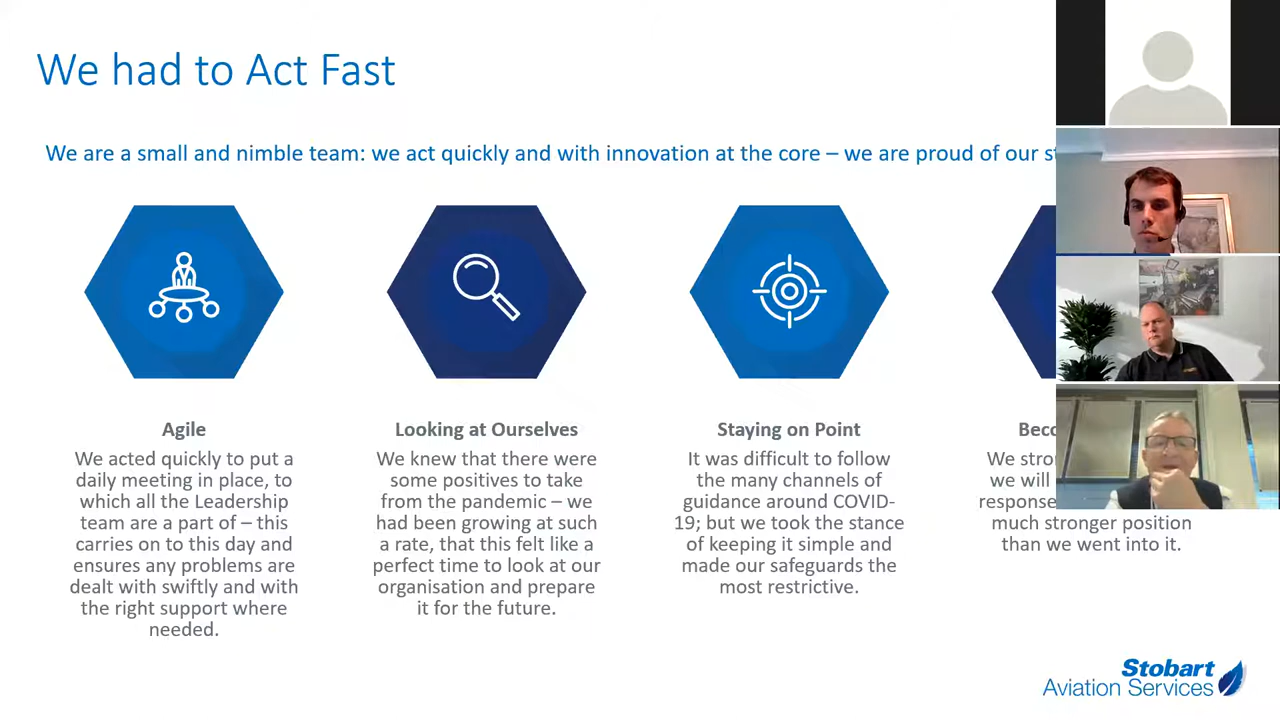 We had to Act Fast
We are a small and nimble team: we act quickly and with innovation at the core – we are proud of our
Agile
We acted quickly to put a
daily meeting in place, to
which all the Leadership
team are a part of – this
carries on to this day and
ensures any problems are
dealt with swiftly and with
the right support where
needed.
Looking at Ourselves
We knew that there were
some positives to take
from the pandemic – we
had been growing at such
a rate, that this felt like a
perfect time to look at our
organisation and prepare
it for the future.
Staying on Point
It was difficult to follow
the many channels of
guidance around COVID-
19; but we took the stance
of keeping it simple and
made our safeguards the
most restrictive.
We
we will
response
much stronger position
than we went into it.
Stobart
Aviation Services